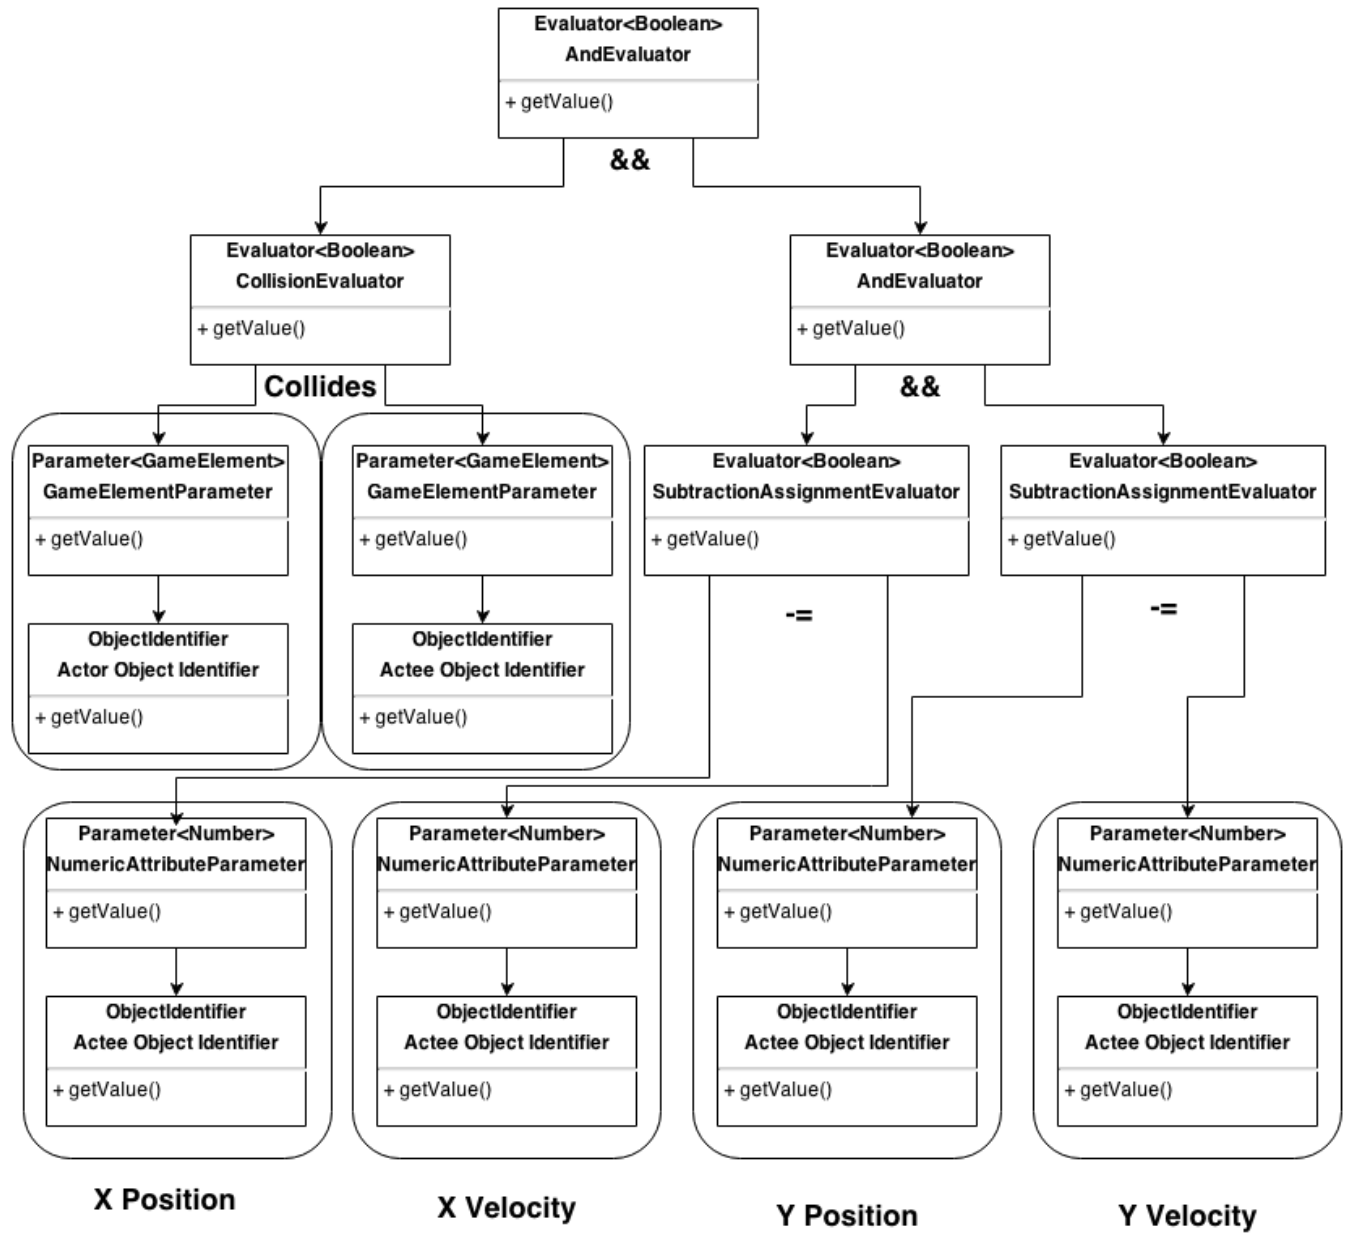 Evaluator<Boolean>
AndEvaluator
+ getValue()
&&
Evaluator<Boolean>
CollisionEvaluator
+ getValue()
Evaluator<Boolean>
AndEvaluator
+ getValue()
Collides
&&
Parameter<GameElement>
GameElementParameter
+ getValue()
Parameter<GameElement>
GameElementParameter
+ getValue()
Evaluator<Boolean>
SubtractionAssignmentEvaluator
+ getValue()
Evaluator<Boolean>
SubtractionAssignmentEvaluator
+ getValue()
-=
-=
ObjectIdentifier
Actor Object Identifier
+ getValue()
ObjectIdentifier
Actee Object Identifier
+ getValue()
Parameter<Number>
NumericAttributeParameter
+ getValue()
Parameter<Number>
NumericAttributeParameter
+ getValue()
Parameter<Number>
NumericAttributeParameter
+ getValue()
Parameter<Number>
NumericAttributeParameter
+ getValue()
ObjectIdentifier
Actee Object Identifier
+ getValue()
ObjectIdentifier
Actee Object Identifier
+ getValue()
ObjectIdentifier
Actee Object Identifier
+ getValue()
ObjectIdentifier
Actee Object Identifier
+ getValue()
X Position
X Velocity
Y Position
Y Velocity